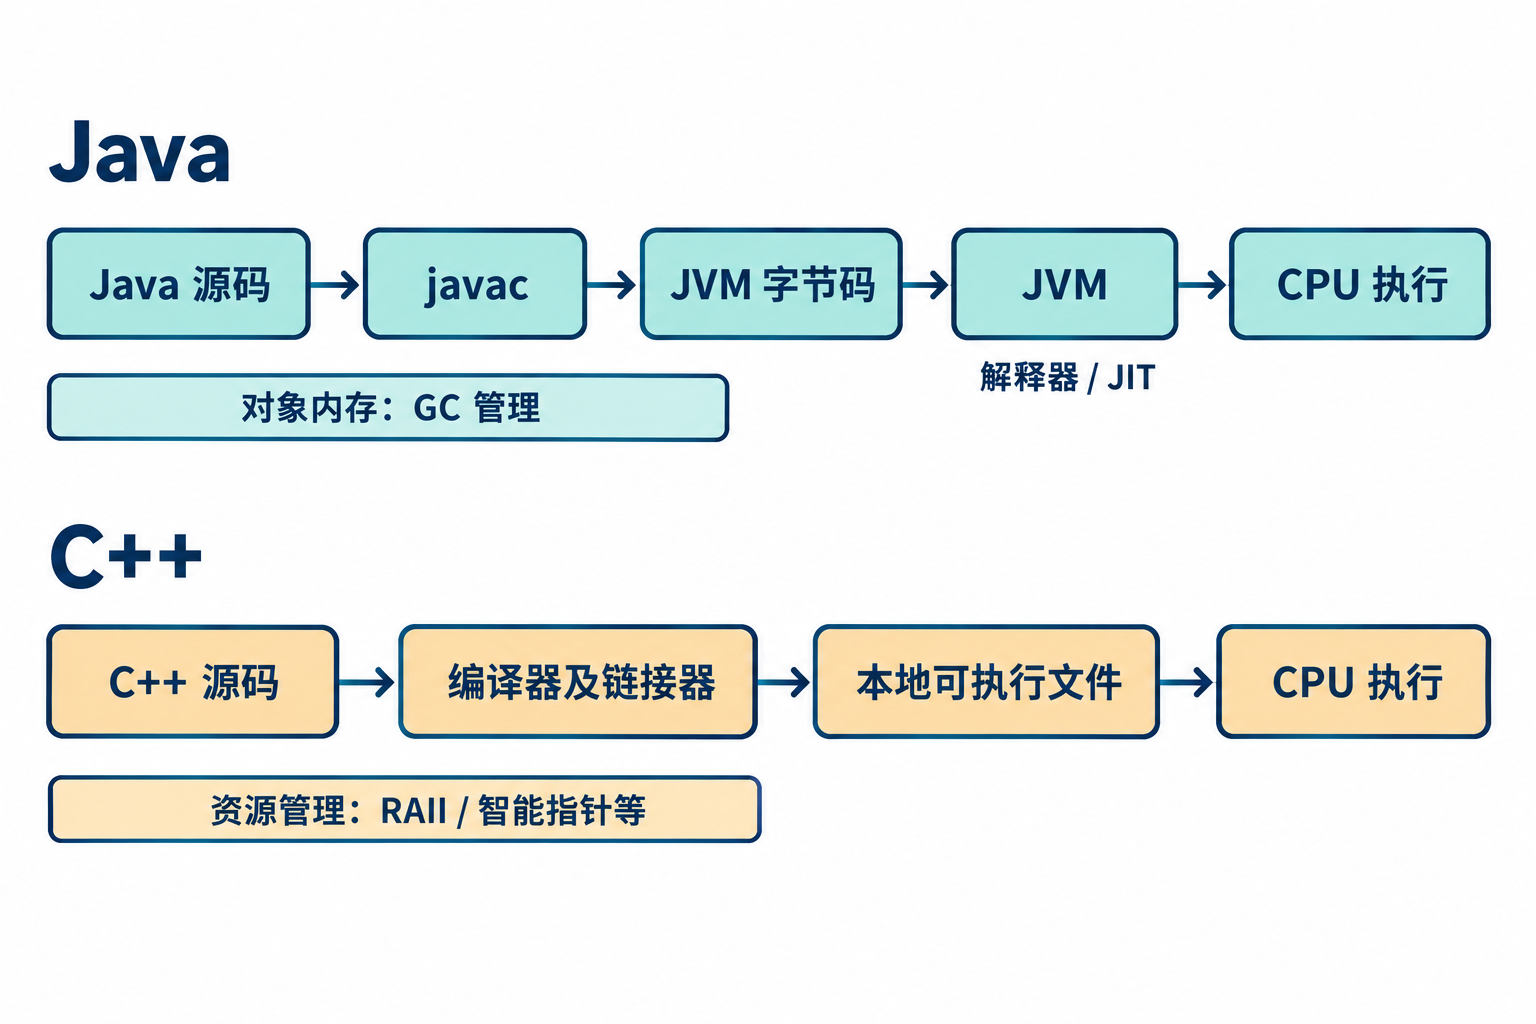 Java
Java 源码
javac
JVM 字节码
JVM
CPU 执行
解释器 / JIT
对象内存：GC 管理
C++
C++ 源码
编译器及链接器
本地可执行文件
CPU 执行
资源管理：RAII / 智能指针等